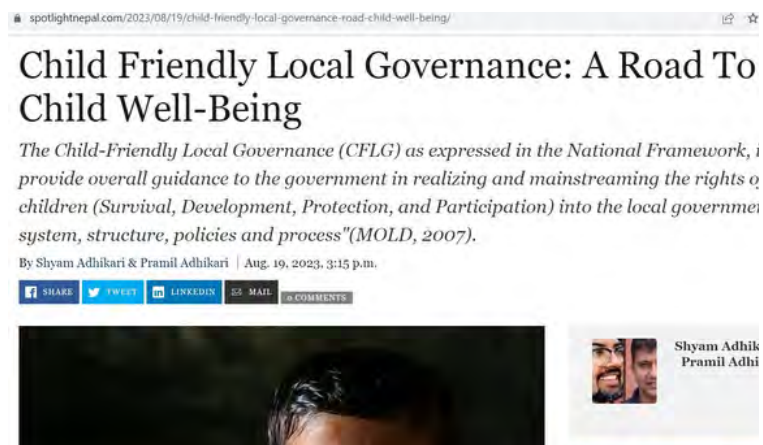 spotlightnepal.com/2023/08/19/child-friendly-local-governance-road-child-well-being/
Child Friendly Local Governance: A Road To
Child Well-Being
The Child-Friendly Local Governance (CFLG) as expressed in the National Framework, i
provide overall guidance to the government in realizing and mainstreaming the rights o
children (Survival, Development, Protection, and Participation) into the local governme
system, structure, policies and process"(MOLD, 2007).
By Shyam Adhikari & Pramil Adhikari | Aug. 19, 2023, 3:15 p.m.
SHARE TWEET LINKEDIN MAIL 0 COMMENTS
Shyam Adhik
Pramil Adhi